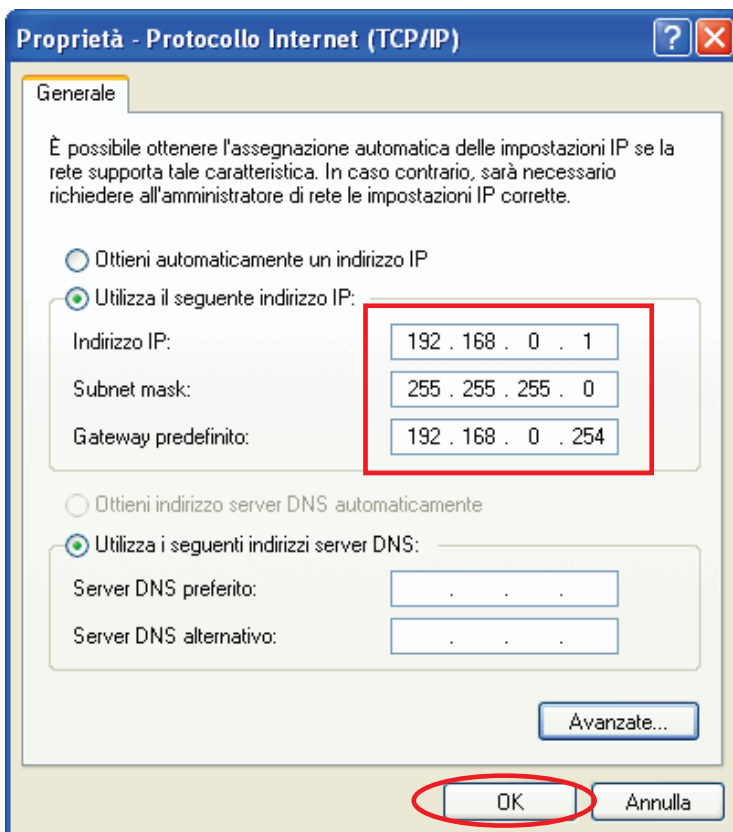 Proprietà - Protocollo Internet (TCP/IP)
Generale
È possibile ottenere l'assegnazione automatica delle impostazioni IP se la
rete supporta tale caratteristica. In caso contrario, sarà necessario
richiedere all'amministratore di rete le impostazioni IP corrette.
Ottieni automaticamente un indirizzo IP
Utilizza il seguente indirizzo IP:
Indirizzo IP: 192 . 168 . 0 . 1
Subnet mask: 255 . 255 . 255 . 0
Gateway predefinito: 192 . 168 . 0 . 254
Ottieni indirizzo server DNS automaticamente
Utilizza i seguenti indirizzi server DNS:
Server DNS preferito: . . .
Server DNS alternativo: . . .
Avanzate...
OK Annulla